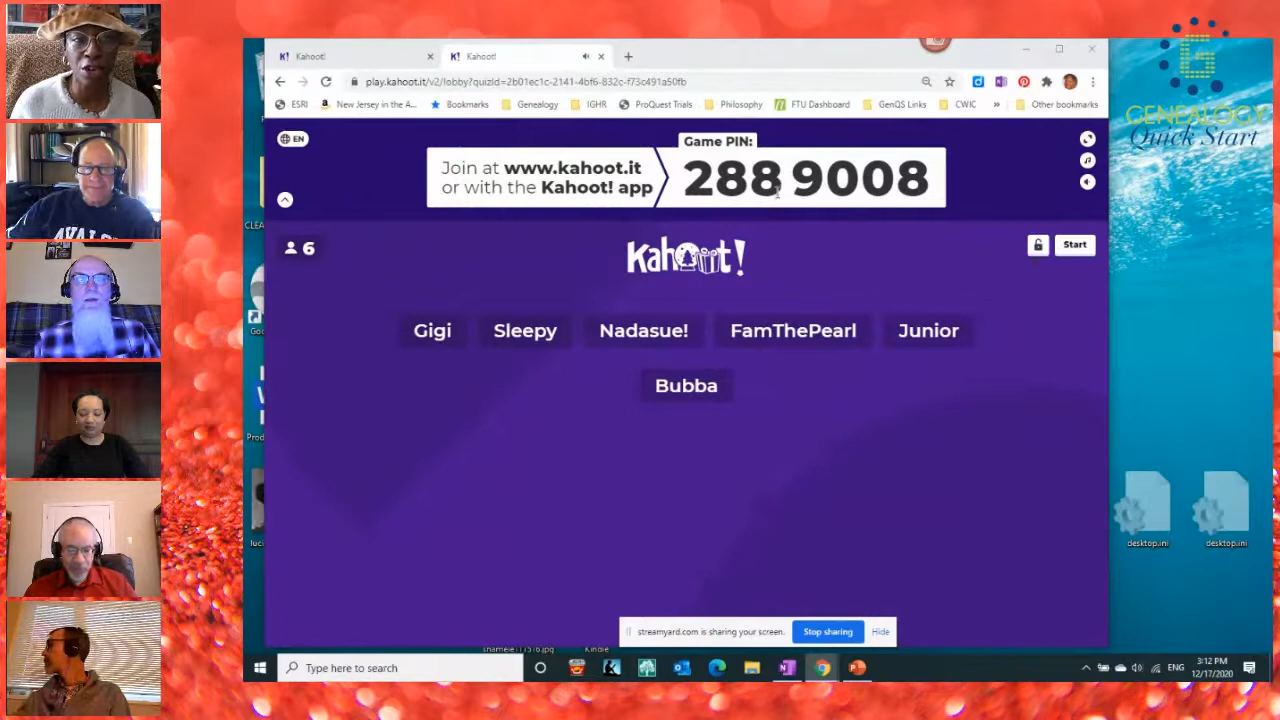 GENEALOGY
Quick Start
Kahoot!
Kahoot!
play.kahoot.it/v2/lobby?quizId=2b01ec1c-2141-4bf6-832c-f73c491a50fb
ESRI
New Jersey in the A...
Bookmarks
Genealogy
IGHR
ProQuest Trials
Philosophy
FTU Dashboard
GenQS Links
CWIC
»
Other bookmarks
EN
Join at www.kahoot.it
or with the Kahoot! app
Game PIN:
288 9008
6
Kahoot!
Start
Gigi
Sleepy
Nadasue!
FamThePearl
Junior
Bubba
desktop.ini
desktop.ini
streamyard.com is sharing your screen.
Stop sharing
Hide
Kindle
Type here to search
ENG
3:12 PM
12/17/2020